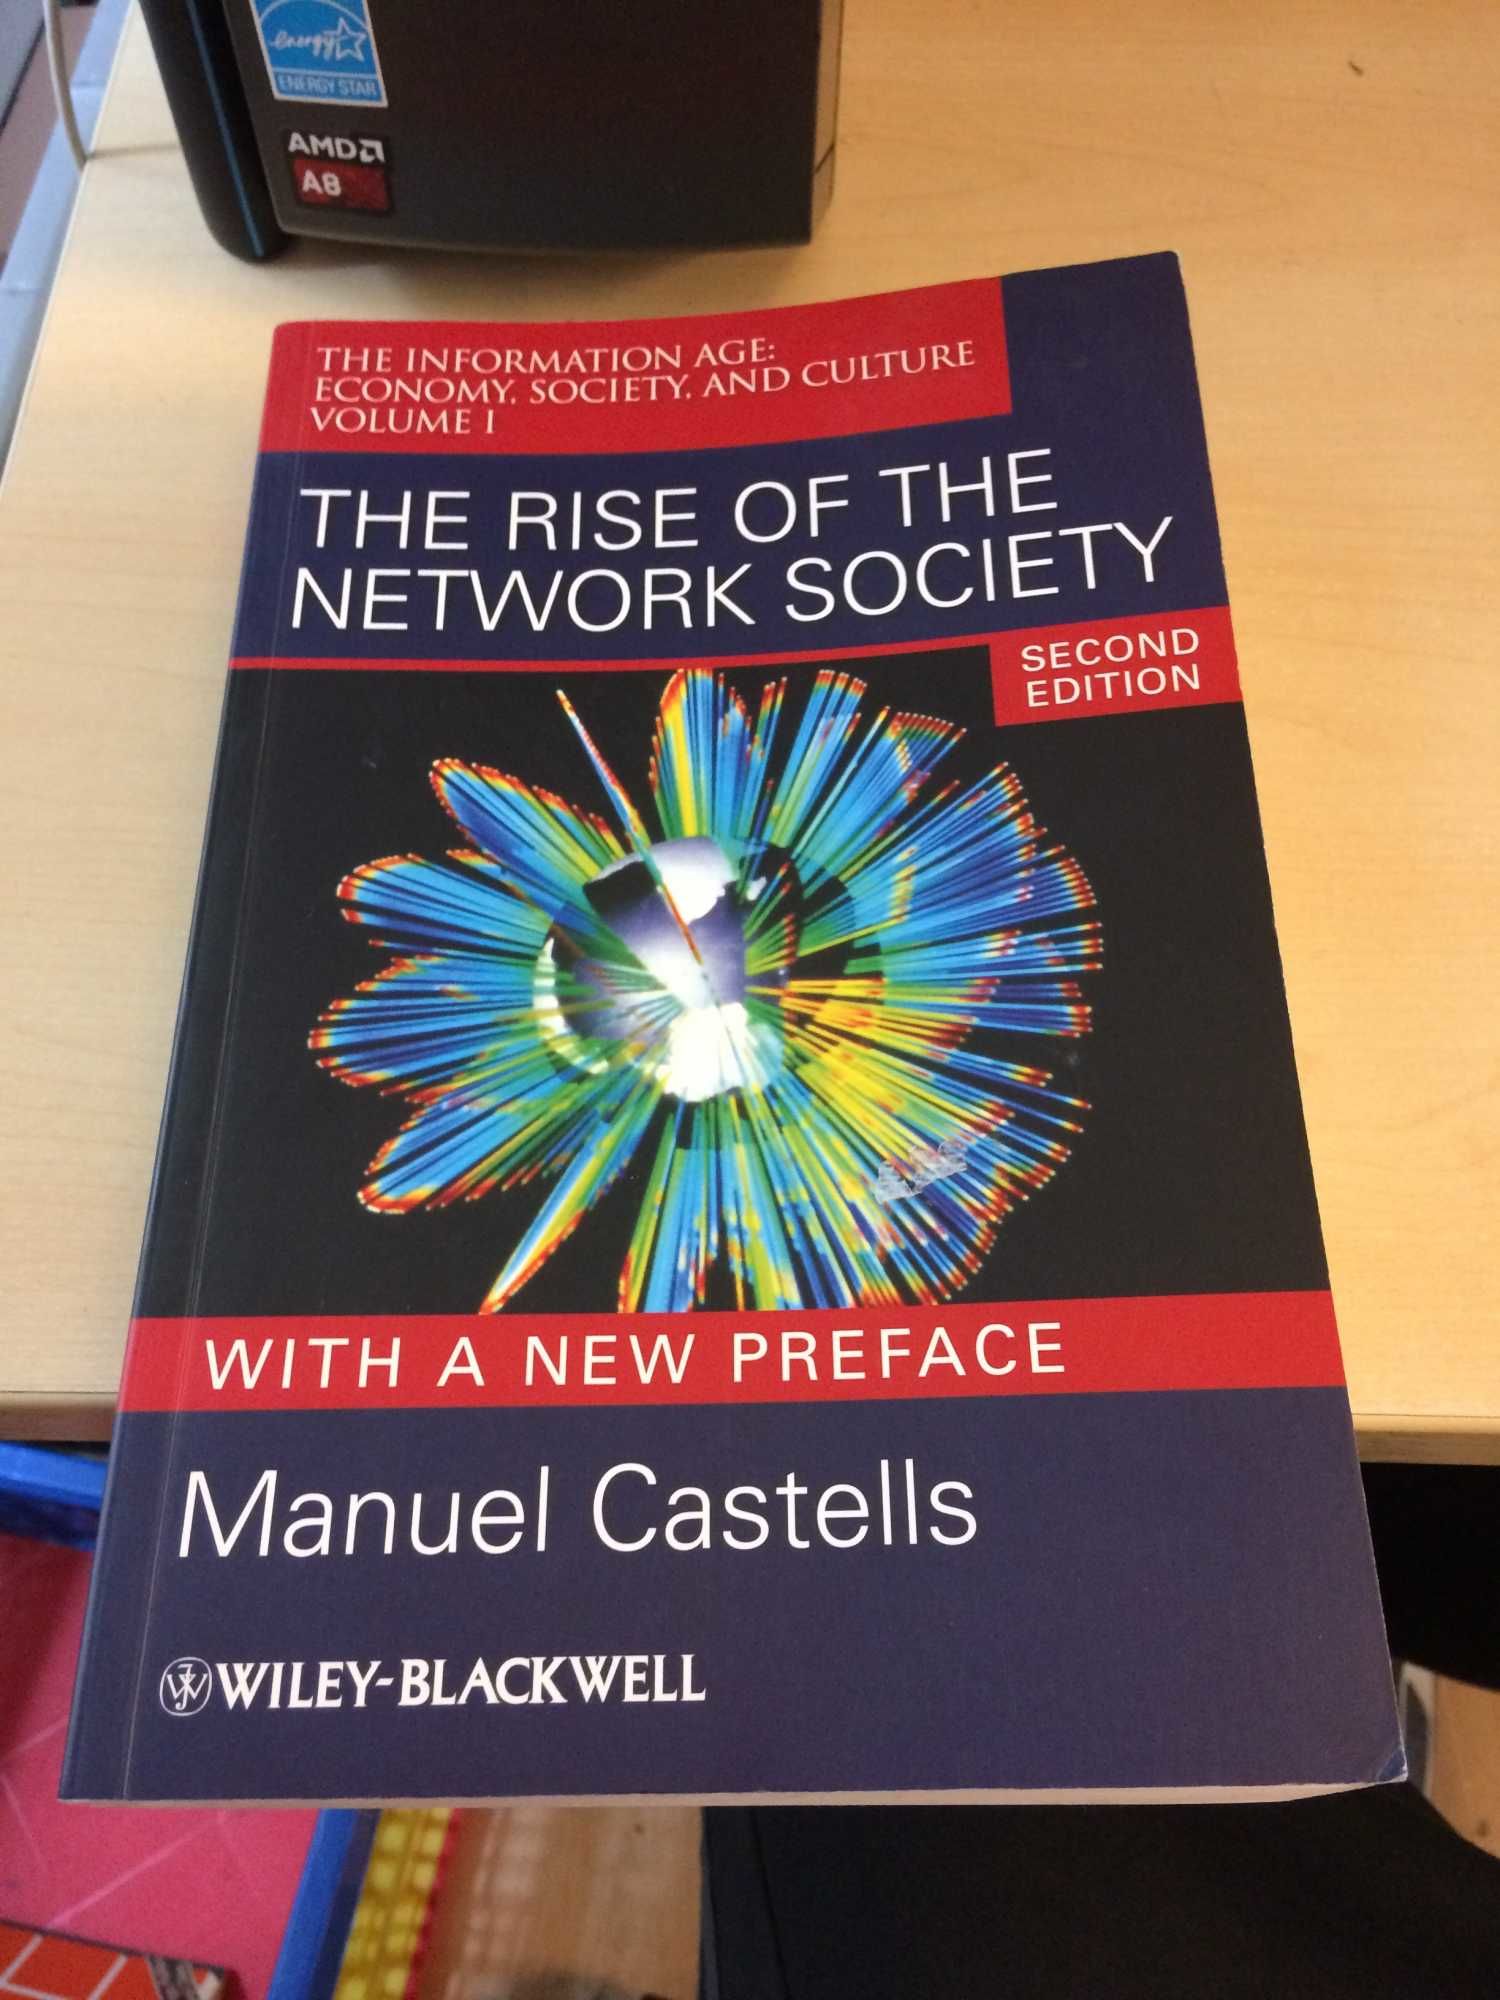 energy
ENERGY STAR
AMD
A8
THE INFORMATION AGE:
ECONOMY, SOCIETY, AND CULTURE
VOLUME I
THE RISE OF THE
NETWORK SOCIETY
SECOND
EDITION
WITH A NEW PREFACE
Manuel Castells
WILEY-BLACKWELL